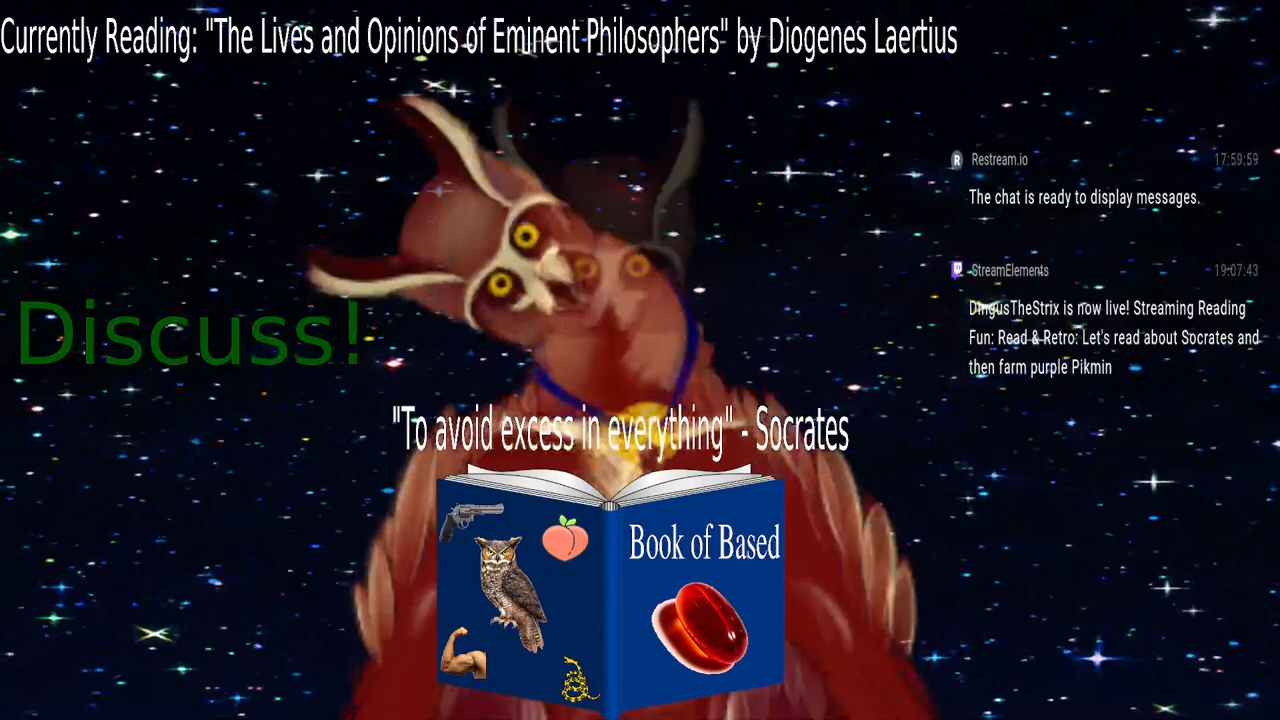 Currently Reading: "The Lives and Opinions of Eminent Philosophers" by Diogenes Laertius
R Restream.io 17:59:59
The chat is ready to display messages.
StreamElements 19:07:43
DingusTheStrix is now live! Streaming Reading
Fun: Read & Retro: Let's read about Socrates and
then farm purple Pikmin
Discuss!
"To avoid excess in everything" - Socrates
Book of Based